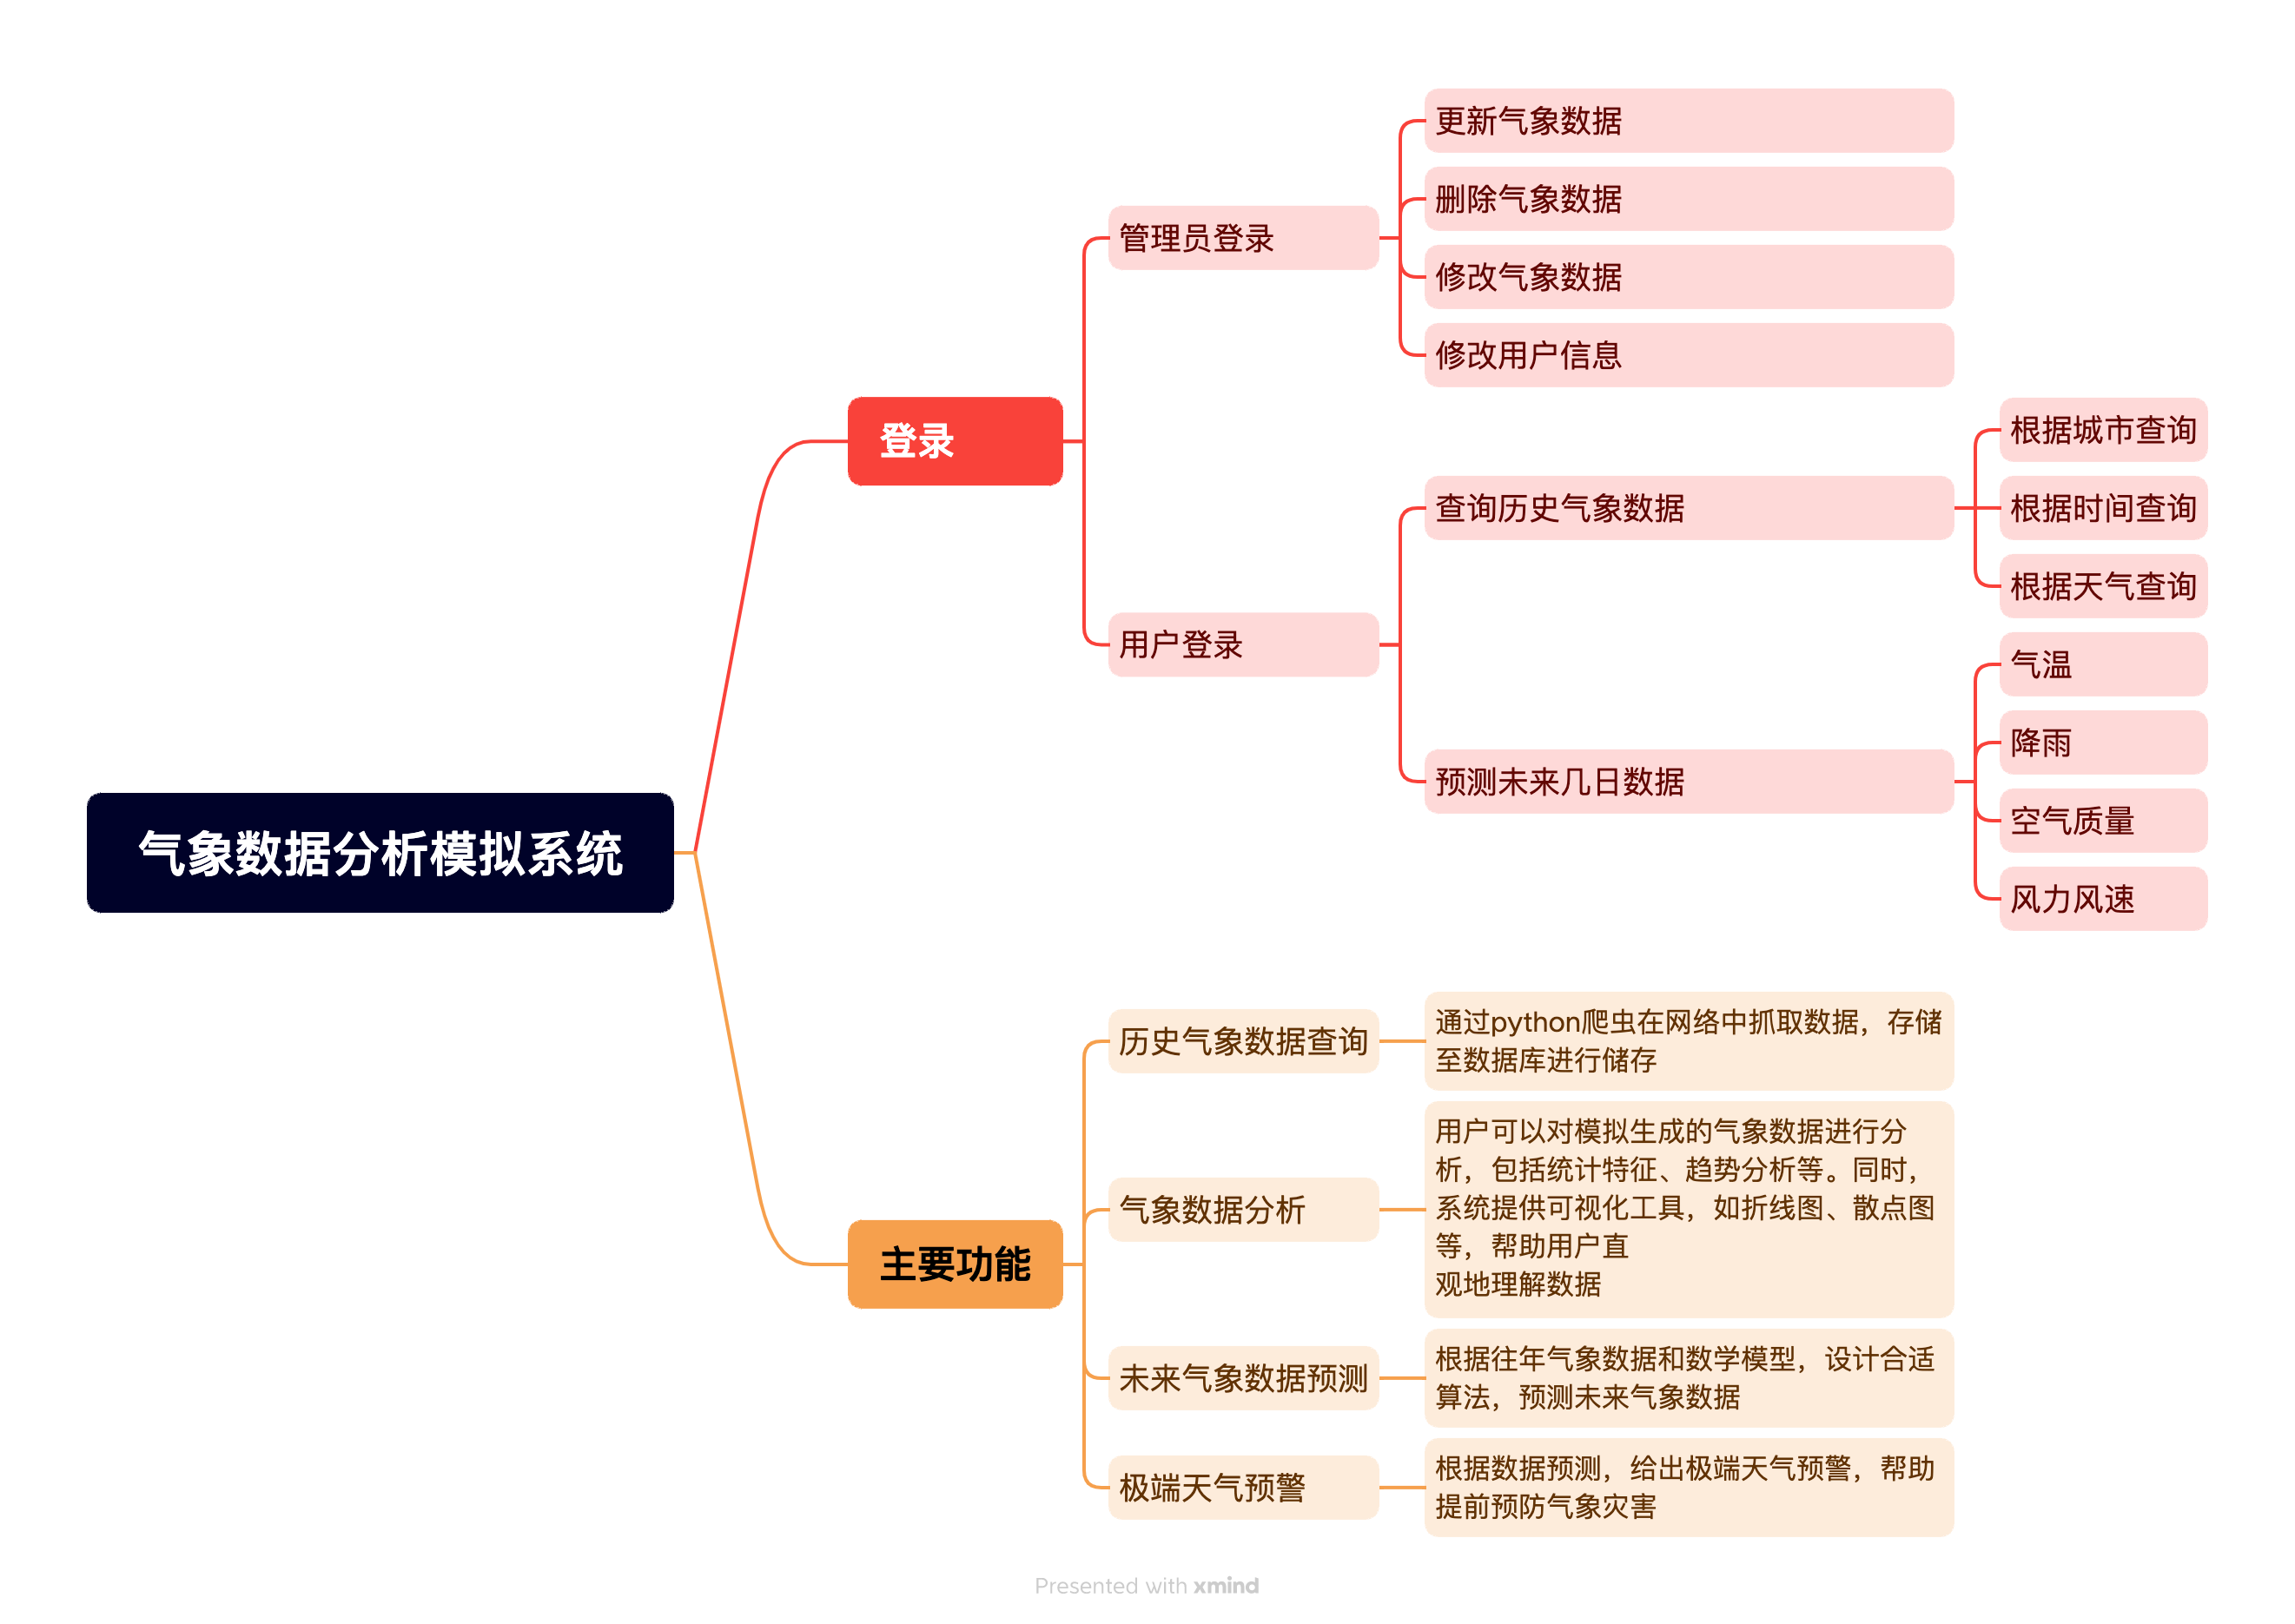 气象数据分析模拟系统
登录
管理员登录
更新气象数据
删除气象数据
修改气象数据
修改用户信息
用户登录
查询历史气象数据
根据城市查询
根据时间查询
根据天气查询
预测未来几日数据
气温
降雨
空气质量
风力风速
主要功能
历史气象数据查询
通过python爬虫在网络中抓取数据，存储
至数据库进行储存
气象数据分析
用户可以对模拟生成的气象数据进行分
析，包括统计特征、趋势分析等。同时，
系统提供可视化工具，如折线图、散点图
等，帮助用户直
观地理解数据
未来气象数据预测
根据往年气象数据和数学模型，设计合适
算法，预测未来气象数据
极端天气预警
根据数据预测，给出极端天气预警，帮助
提前预防气象灾害
Presented with xmind